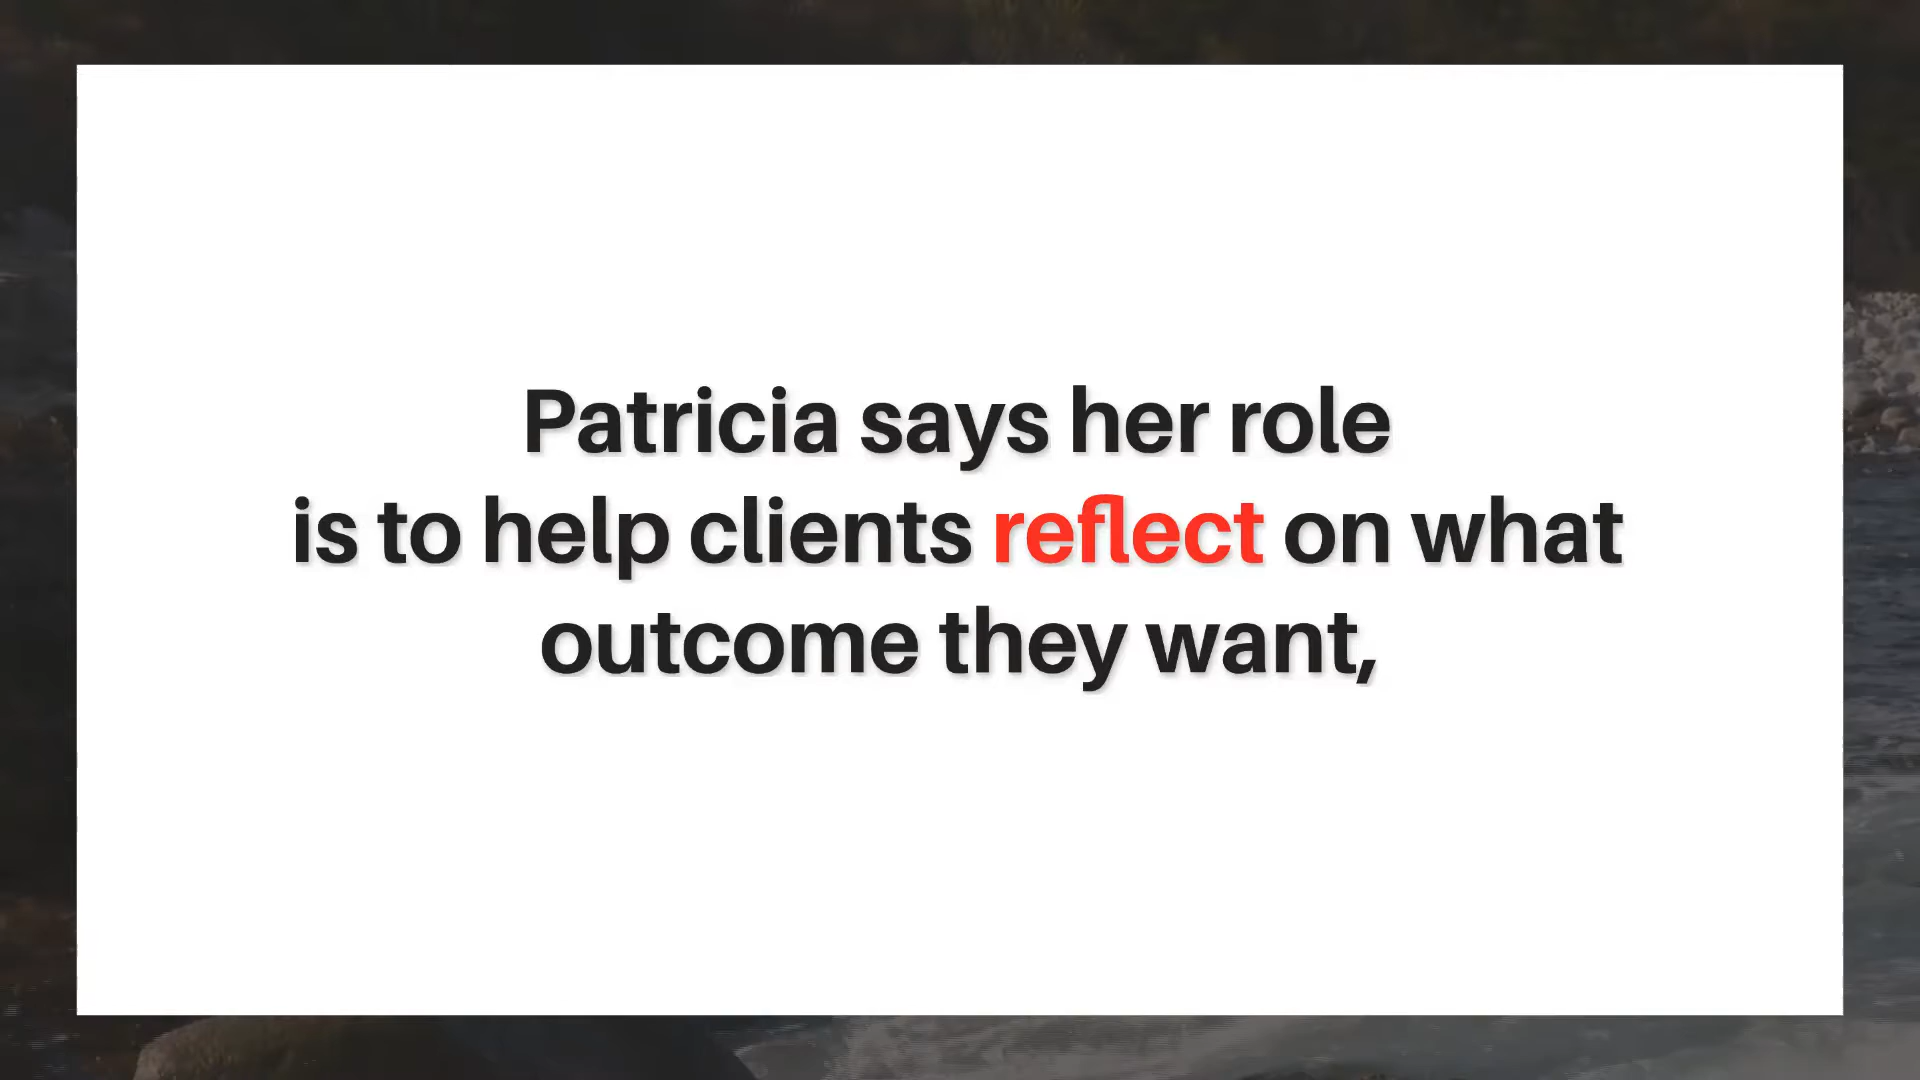 Patricia says her role
is to help clients reflect on what
outcome they want,